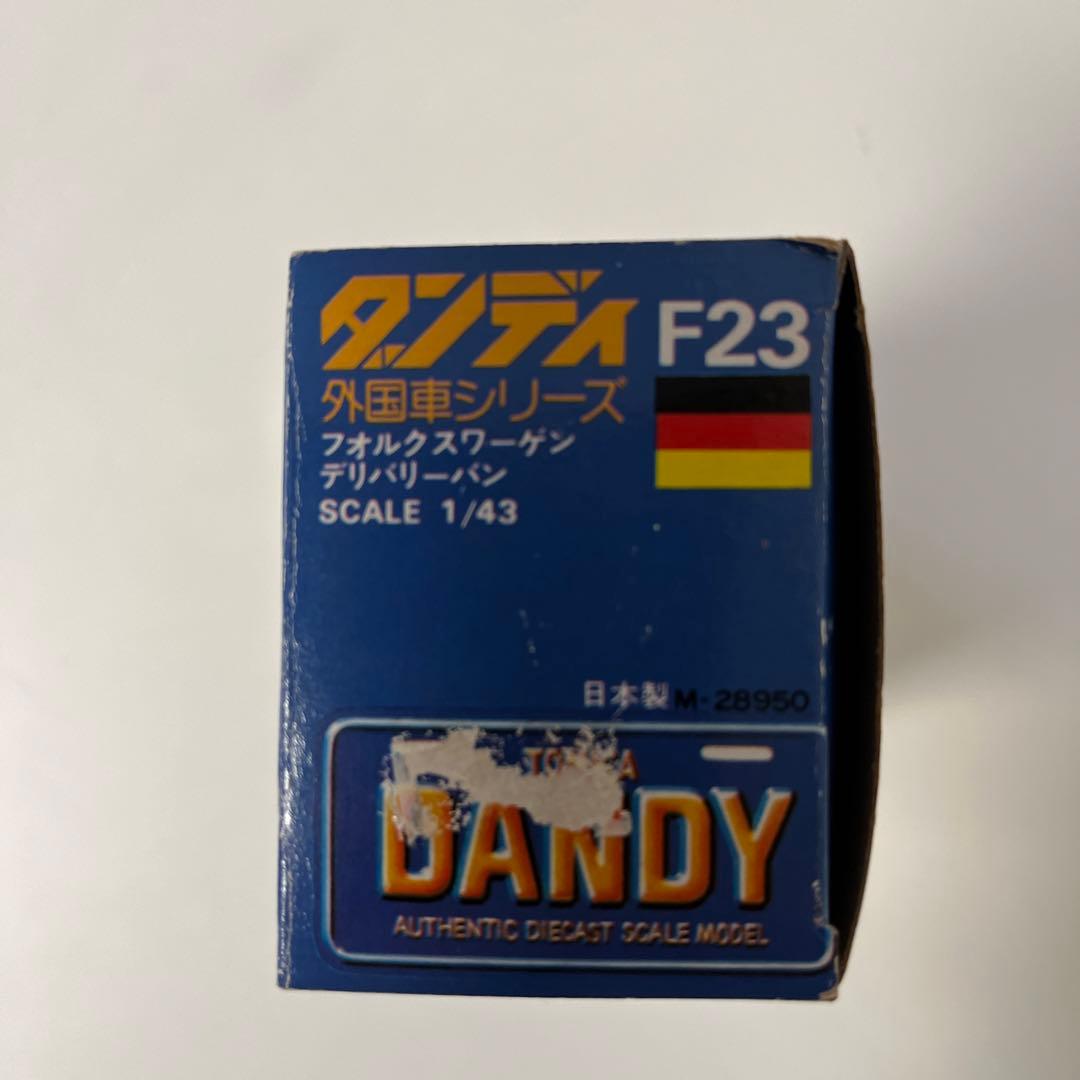 ダンディ F23
外国車シリーズ
フォルクスワーゲン
デリバリーバン
SCALE 1/43
日本製 M-28950
DANDY
AUTHENTIC DIECAST SCALE MODEL